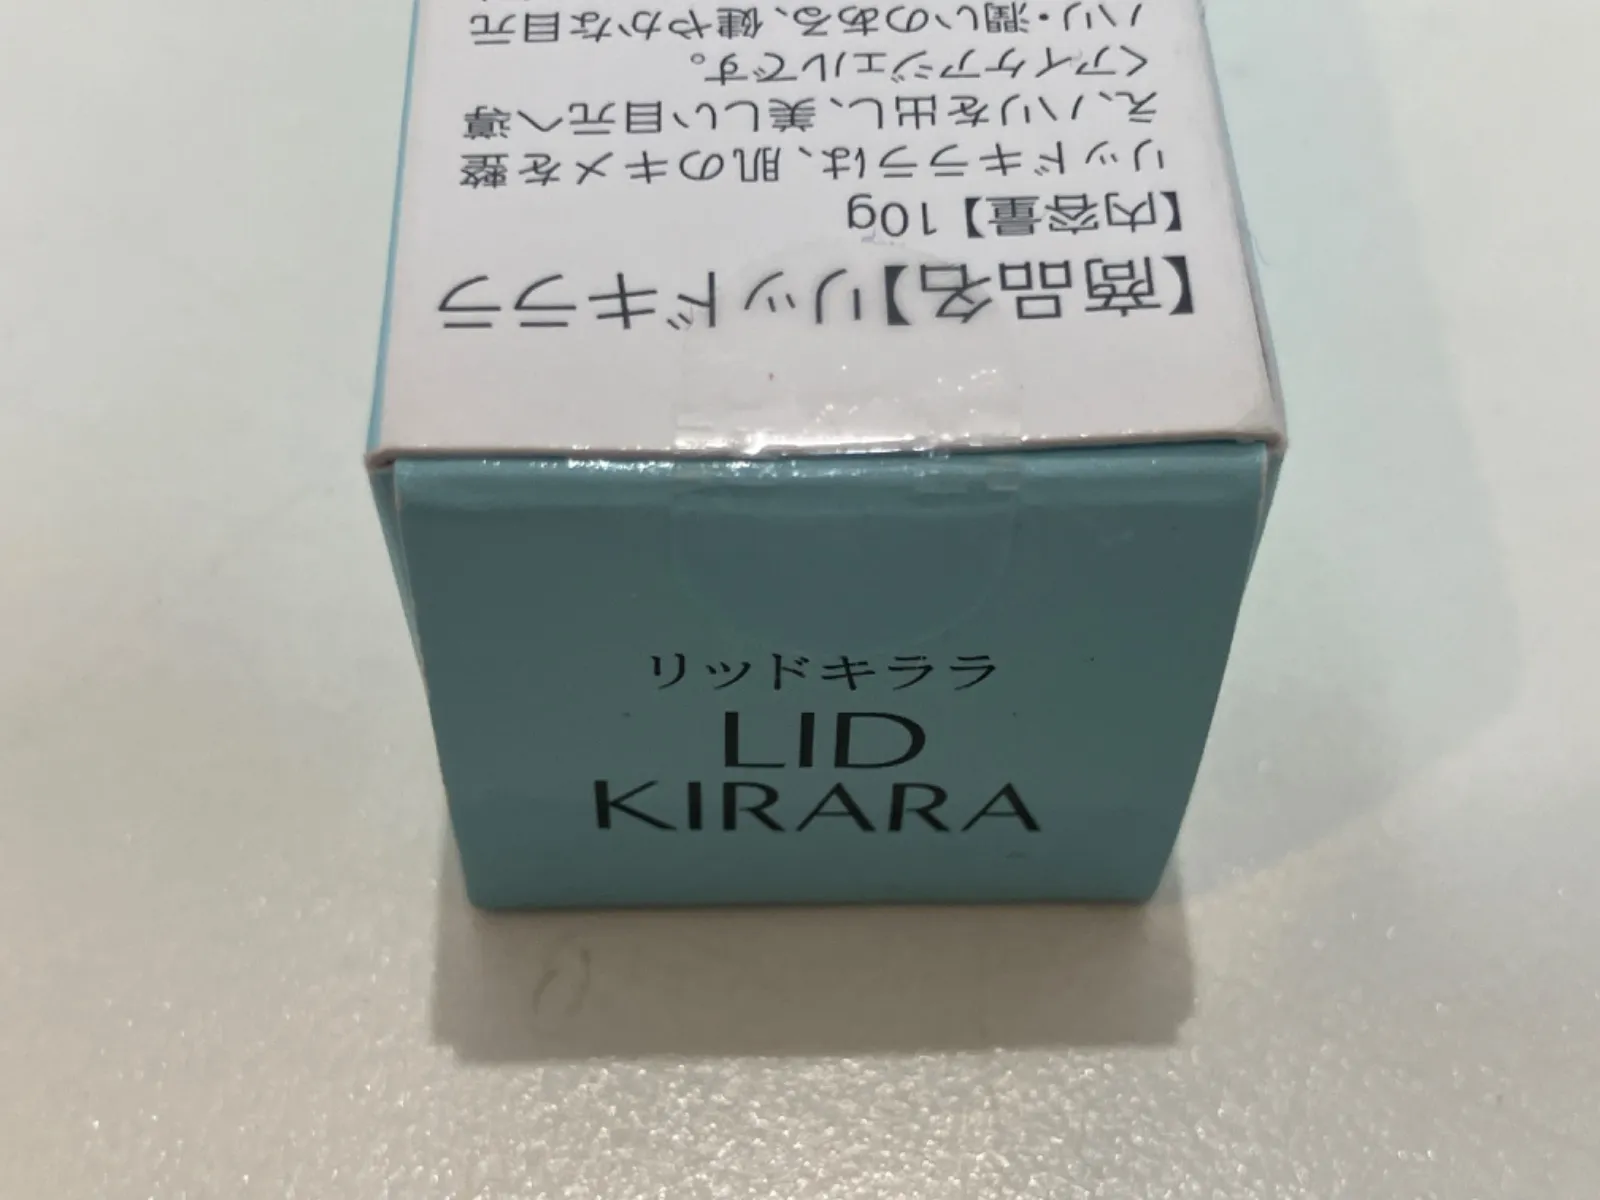 【商品名】リッドキララ
【内容量】10g
リッドキララは、肌のキメを整
え、ハリを出し、美しい目元へ導
くアイケアジェルです。
ハリ・潤いのある、健やかな目元
リッドキララ
LID
KIRARA